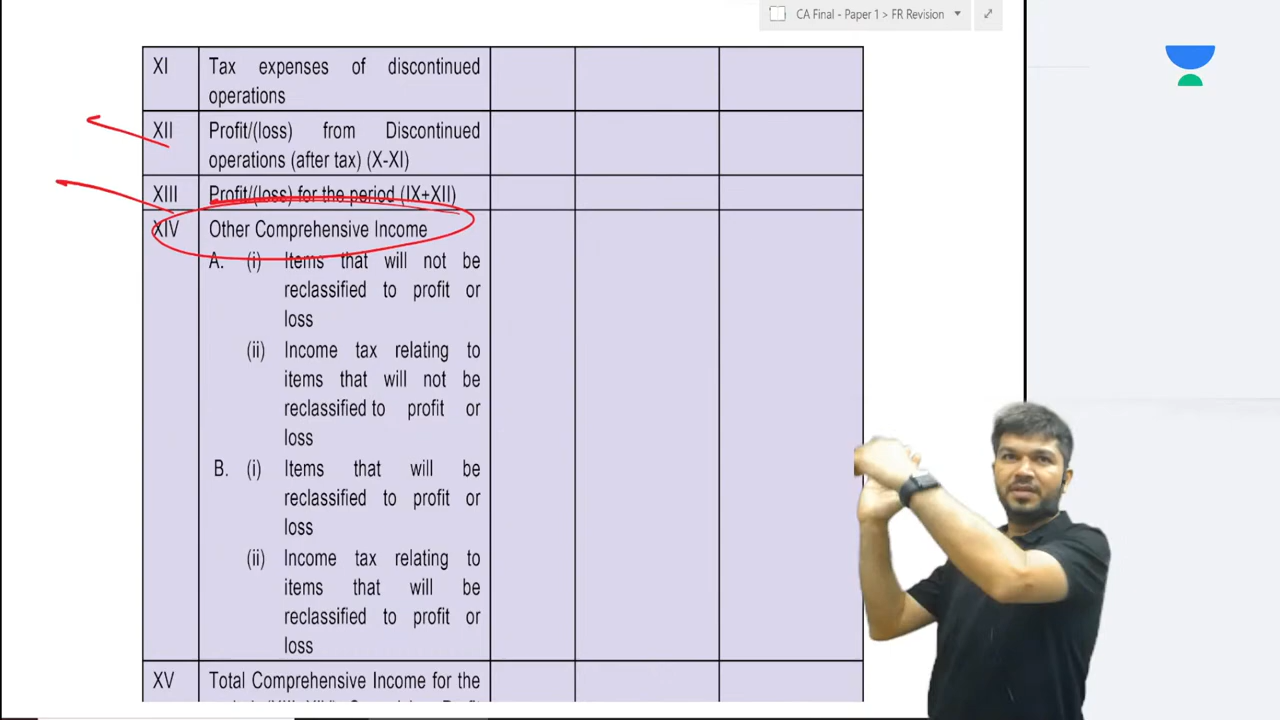 CA Final - Paper 1 > FR Revision
XI Tax expenses of discontinued
operations
XII Profit/(loss) from Discontinued
operations (after tax) (X-XI)
XIII Profit/(loss) for the period (IX+XII)
XIV Other Comprehensive Income
A. (i) Items that will not be
reclassified to profit or
loss
(ii) Income tax relating to
items that will not be
reclassified to profit or
loss
B. (i) Items that will be
reclassified to profit or
loss
(ii) Income tax relating to
items that will be
reclassified to profit or
loss
XV Total Comprehensive Income for the